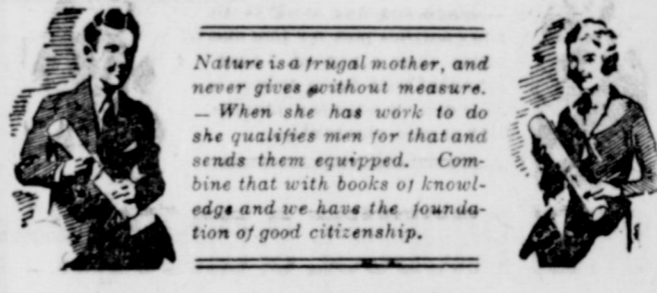 Nature is a frugal mother, and
never gives without measure.
— When she has work to do
she qualifies men for that and
sends them equipped. Com-
bine that with books of knowl-
edge and we have the founda-
tion of good citizenship.